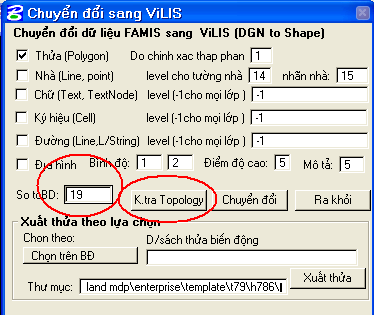 Chuyển đổi sang ViLIS
Chuyển đổi dữ liệu FAMIS sang ViLIS (DGN to Shape)
Thửa (Polygon) Do chinh xac thap phan 1
Nhà (Line, point) level cho tường nhà 14 nhãn nhà: 15
Chữ (Text, TextNode) level (-1cho mọi lớp ) -1
Ký hiệu (Cell) level (-1cho mọi lớp ) -1
Đường (Line,L/String) level (-1cho mọi lớp ) -1
Địa hình Bình độ: 1 2 Điểm độ cao: 5 Mô tả: 5
So tờBD: 19 K.tra Topology Chuyển đổi Ra khỏi
Xuất thửa theo lựa chọn
Chon theo: D/sách thửa biến động
Chọn trên BĐ
Thư mục: land mdp\enterprise\template\t79\h786\ Xuất thửa